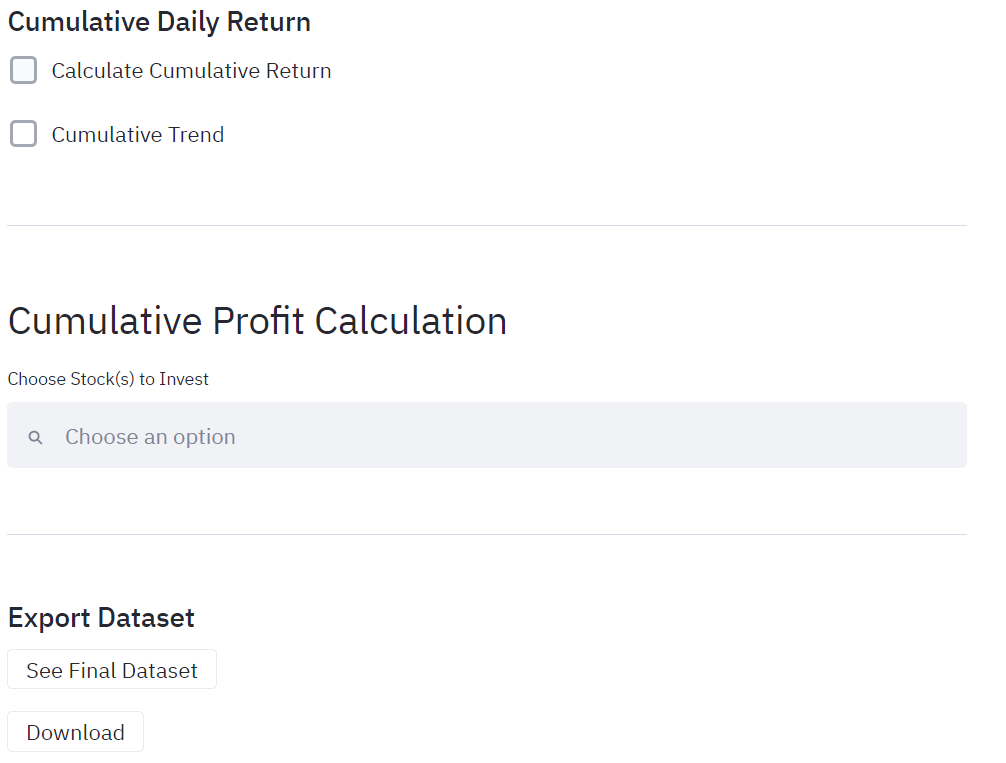 Cumulative Daily Return
Calculate Cumulative Return
Cumulative Trend
Cumulative Profit Calculation
Choose Stock(s) to Invest
Choose an option
Export Dataset
See Final Dataset
Download